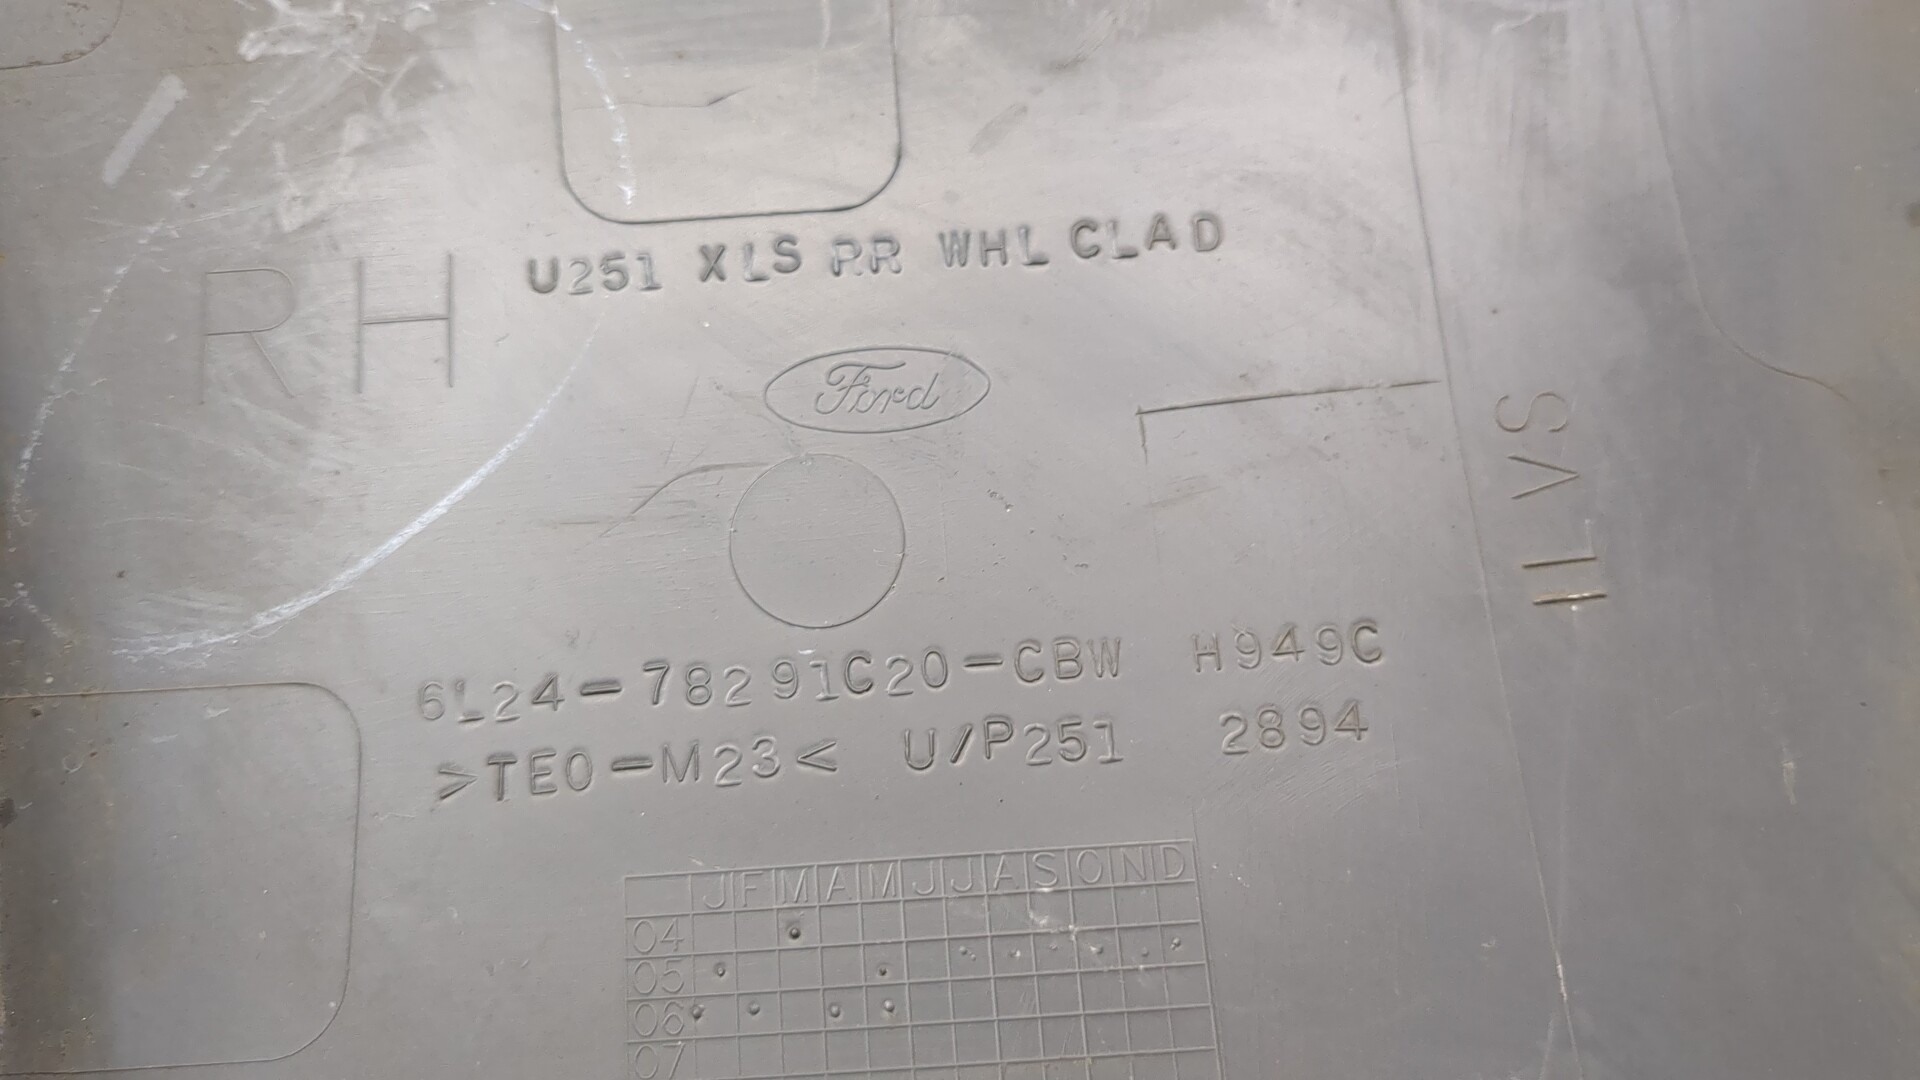 U251 XLS RR WHL CLAD
RH
Ford
SVLI
6L24-78291C20-CBW H949C
>TEO-M23< U/P251 2894
J F M A M J J A S O N D
04
05
06
07